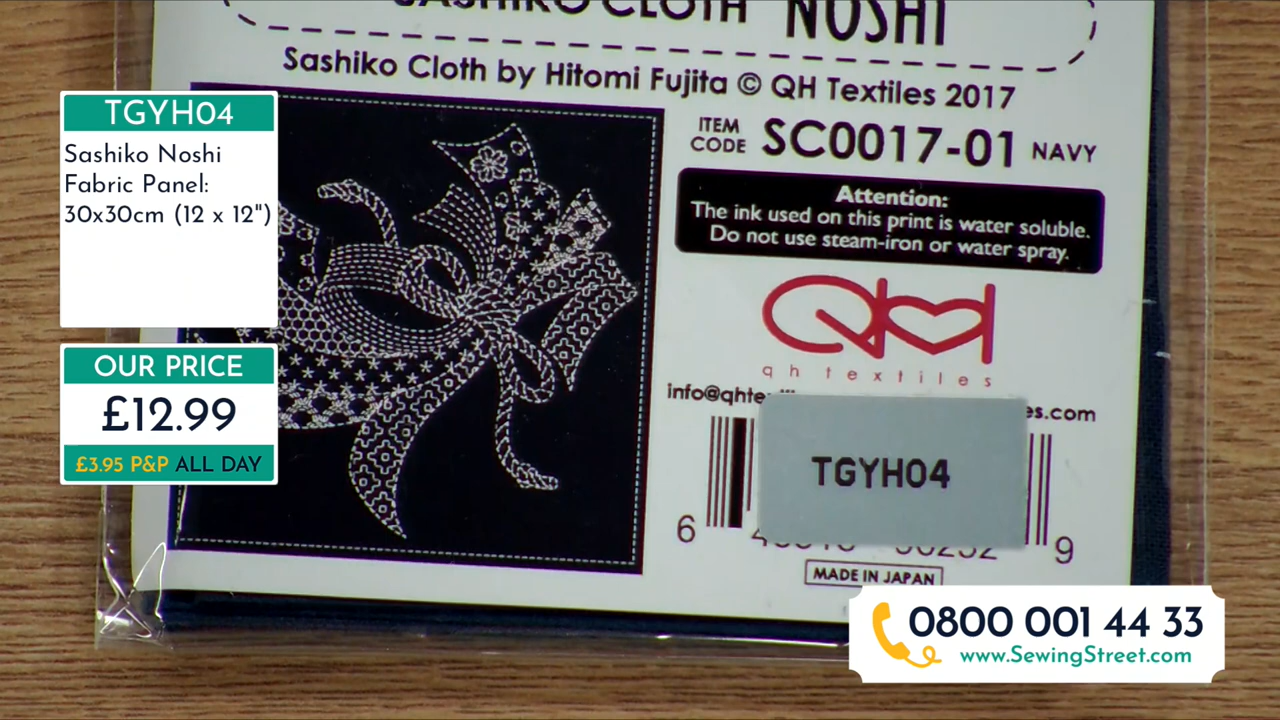 SASHIKO CLOTH NOSHI
Sashiko Cloth by Hitomi Fujita © QH Textiles 2017
ITEM CODE SC0017-01 NAVY
Attention:
The ink used on this print is water soluble.
Do not use steam-iron or water spray.
QH
qh textiles
TGYH04
6
9
MADE IN JAPAN
TGYH04
Sashiko Noshi
Fabric Panel:
30x30cm (12 x 12")
OUR PRICE
£12.99
£3.95 P&P ALL DAY
0800 001 44 33
www.SewingStreet.com